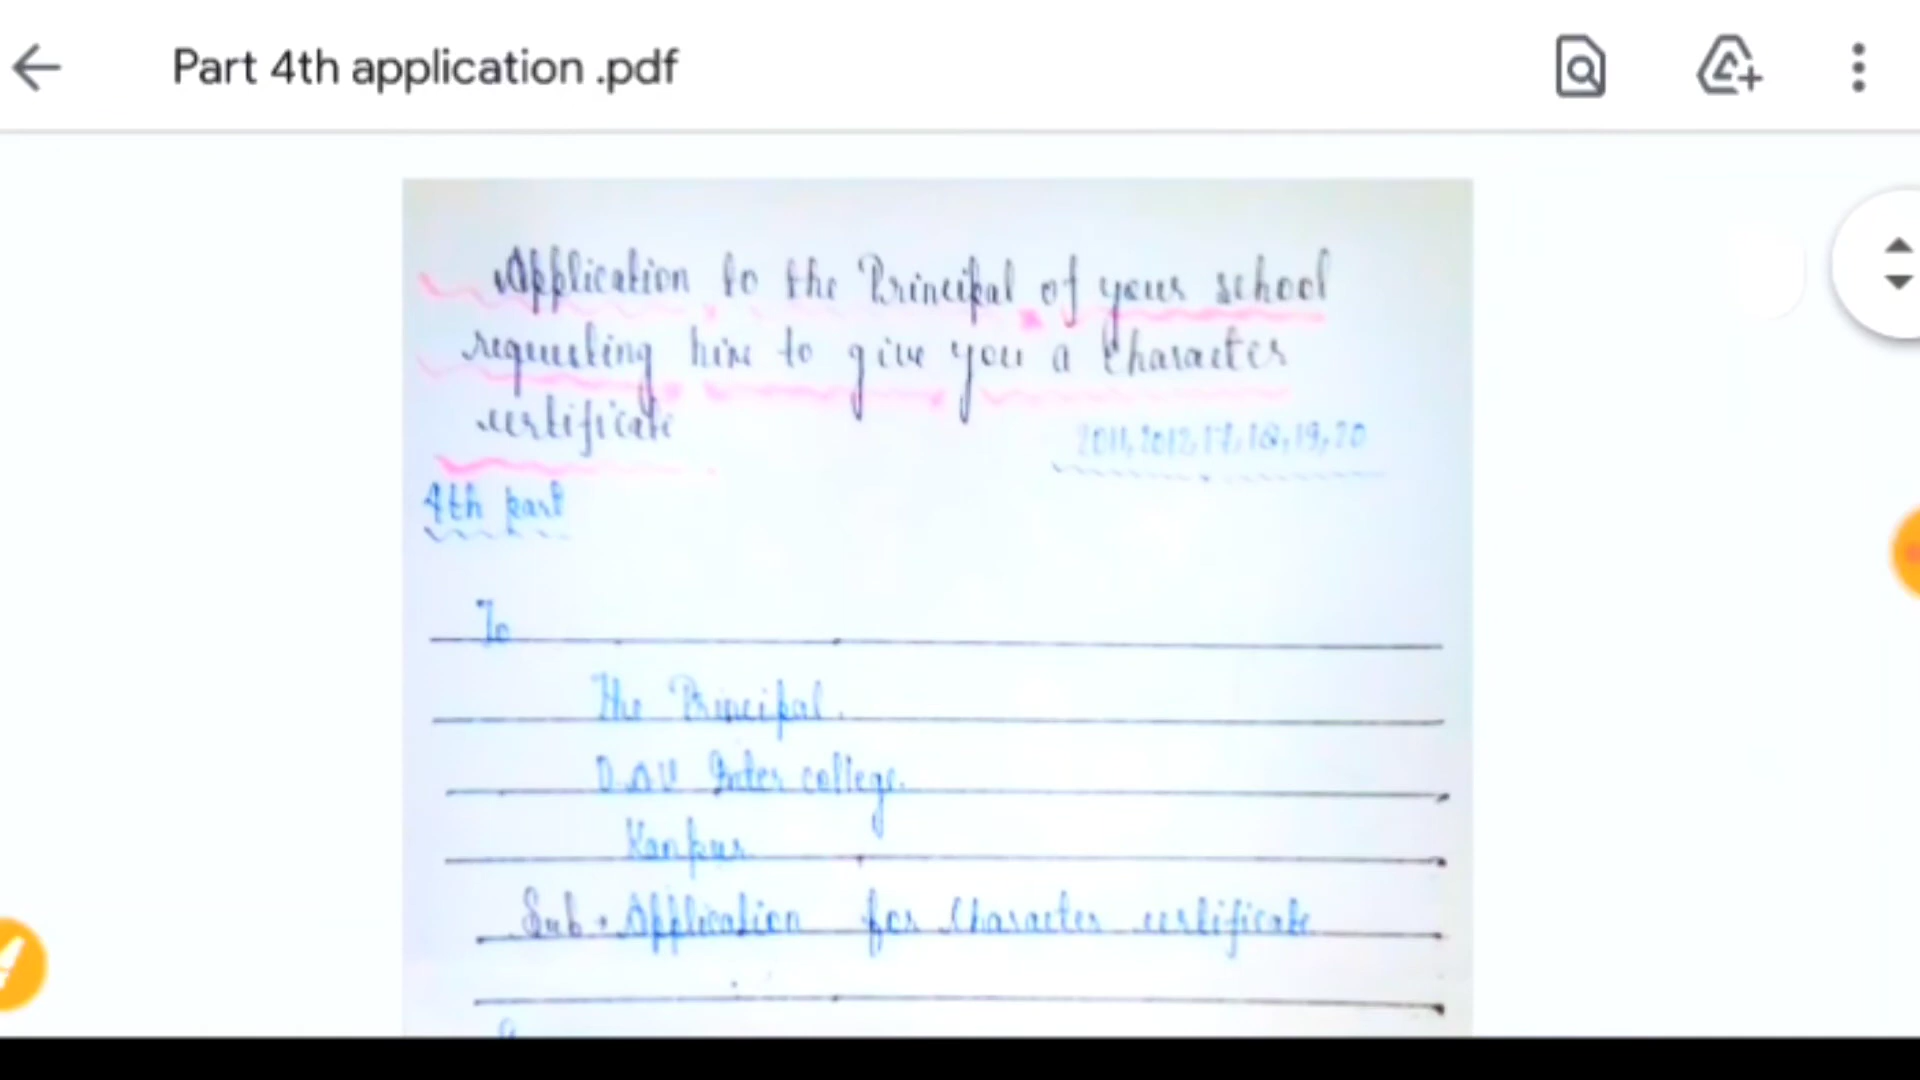 Part 4th application .pdf
Application to the Principal of your school
requesting him to give you a Character
certificate
2011, 2012, 17, 18, 19, 20
4th part
To
The Principal.
D.A.V Inter college.
Kanpur
Sub. Application for Character certificate